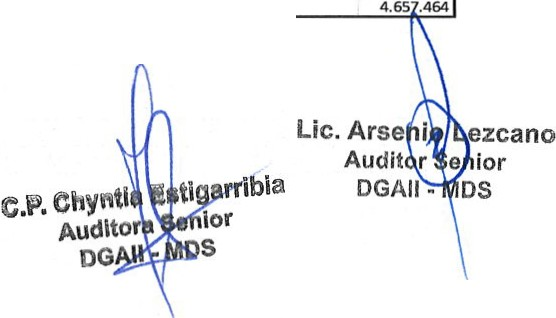 4.657.464
Lic. Arsenio Lezcano
Auditor Senior
DGAII - MDS
C.P. Chyntia Estigarribia
Auditora Senior
DGAII - MDS